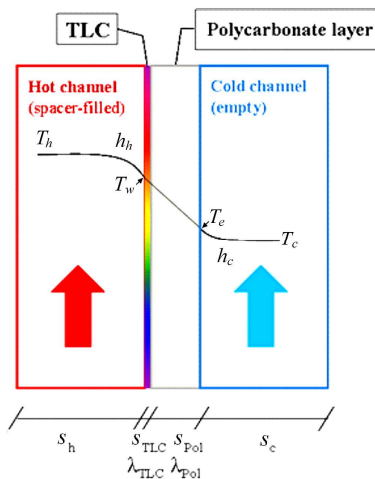 TLC
Polycarbonate layer
Hot channel
(spacer-filled)
Cold channel
(empty)
T_h
h_h
T_w
T_e
T_c
h_c
s_h
s_TLC
s_Pol
s_c
λ_TLC
λ_Pol